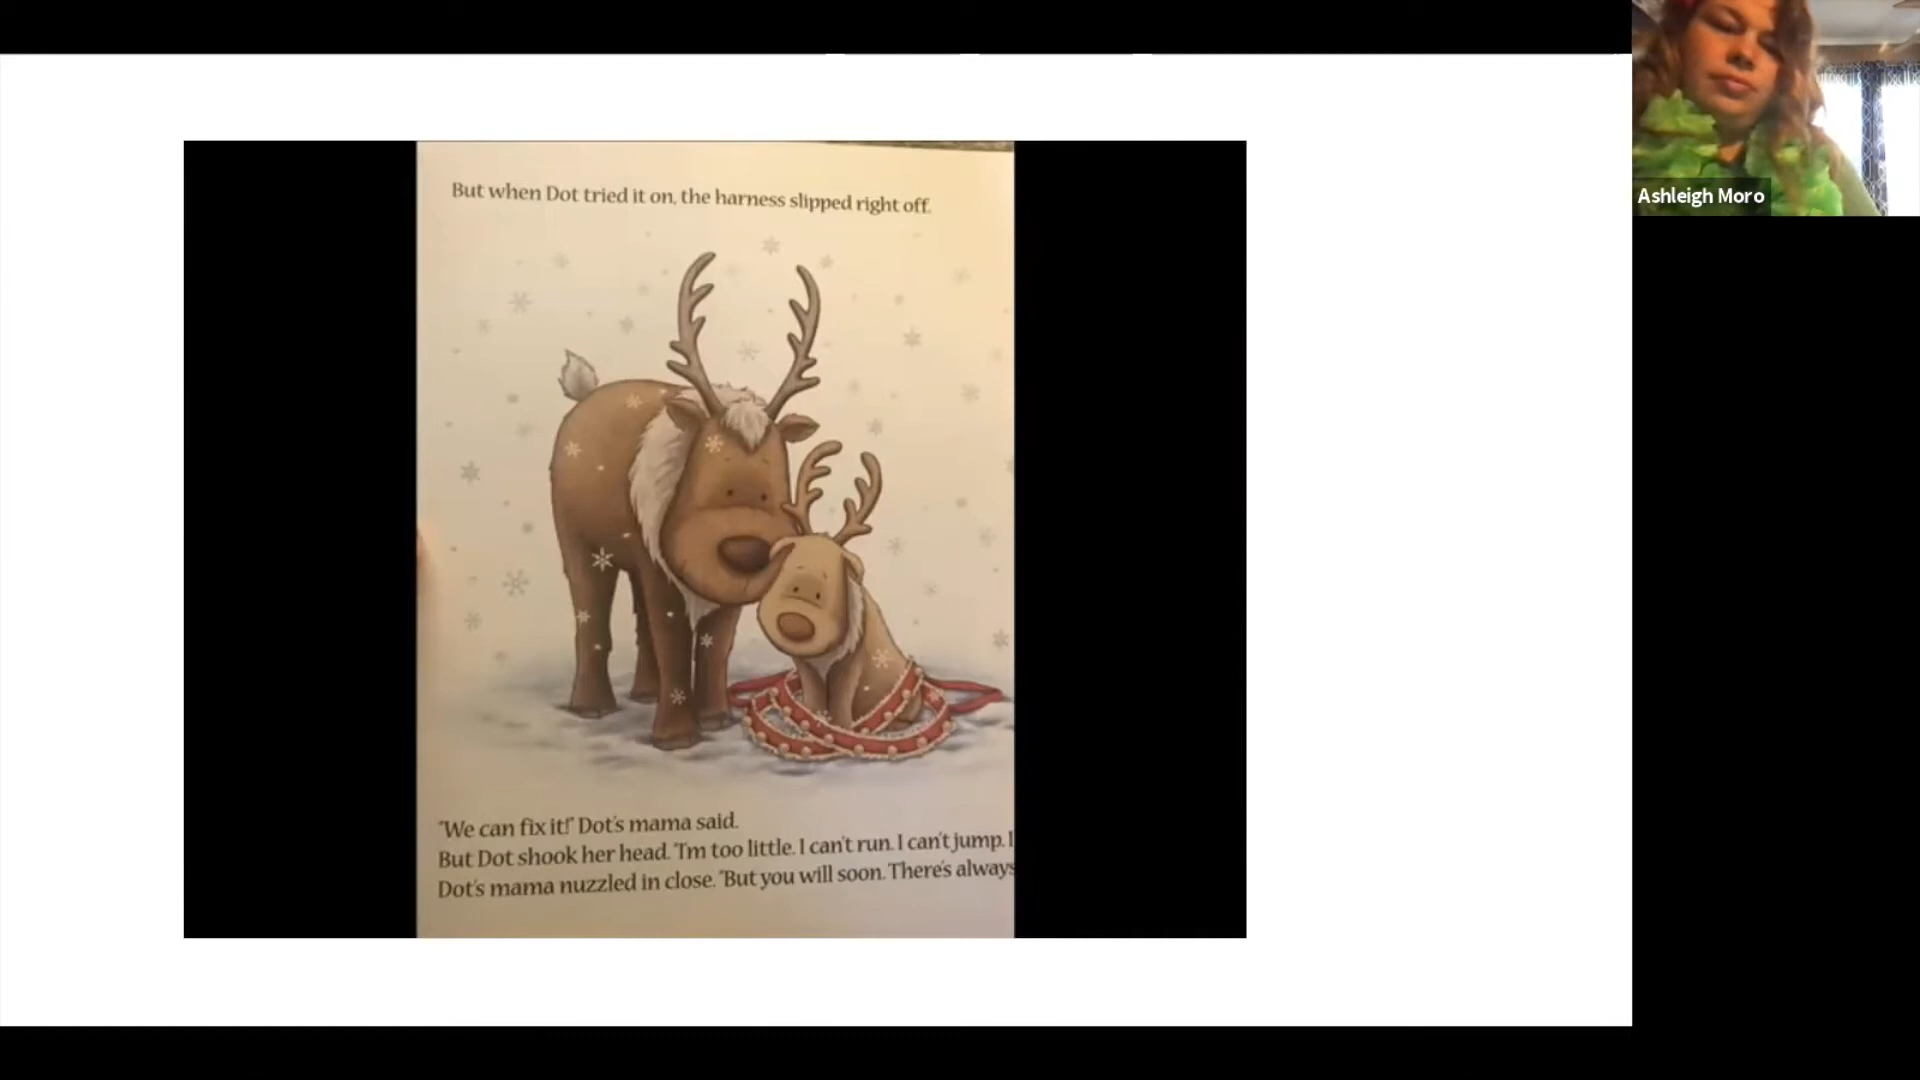 But when Dot tried it on, the harness slipped right off.
"We can fix it!" Dot's mama said.
But Dot shook her head. "I'm too little. I can't run. I can't jump. I
Dot's mama nuzzled in close. "But you will soon. There's always
Ashleigh Moro